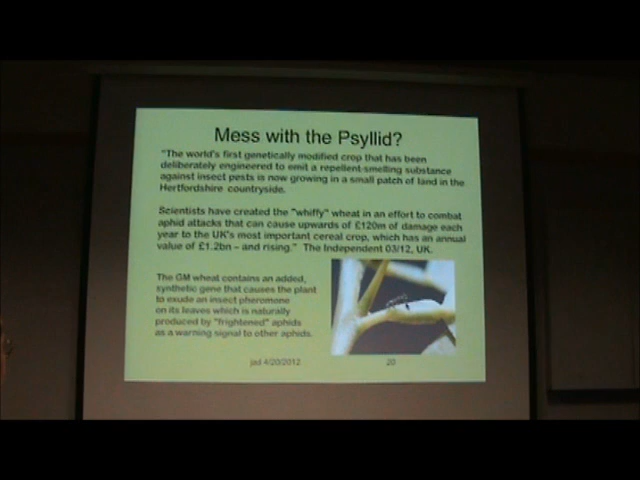 Mess with the Psyllid?
"The world's first genetically modified crop that has been
deliberately engineered to emit a repellent-smelling substance
against insect pests is now growing in a small patch of land in the
Hertfordshire countryside.
Scientists have created the "whiffy" wheat in an effort to combat
aphid attacks that can cause upwards of £120m of damage each
year to the UK's most important cereal crop, which has an annual
value of £1.2bn – and rising." The Independent 03/12, UK.
The GM wheat contains an added,
synthetic gene that causes the plant
to exude an insect pheromone
on its leaves which is naturally
produced by "frightened" aphids
as a warning signal to other aphids.
jad 4/20/2012
20